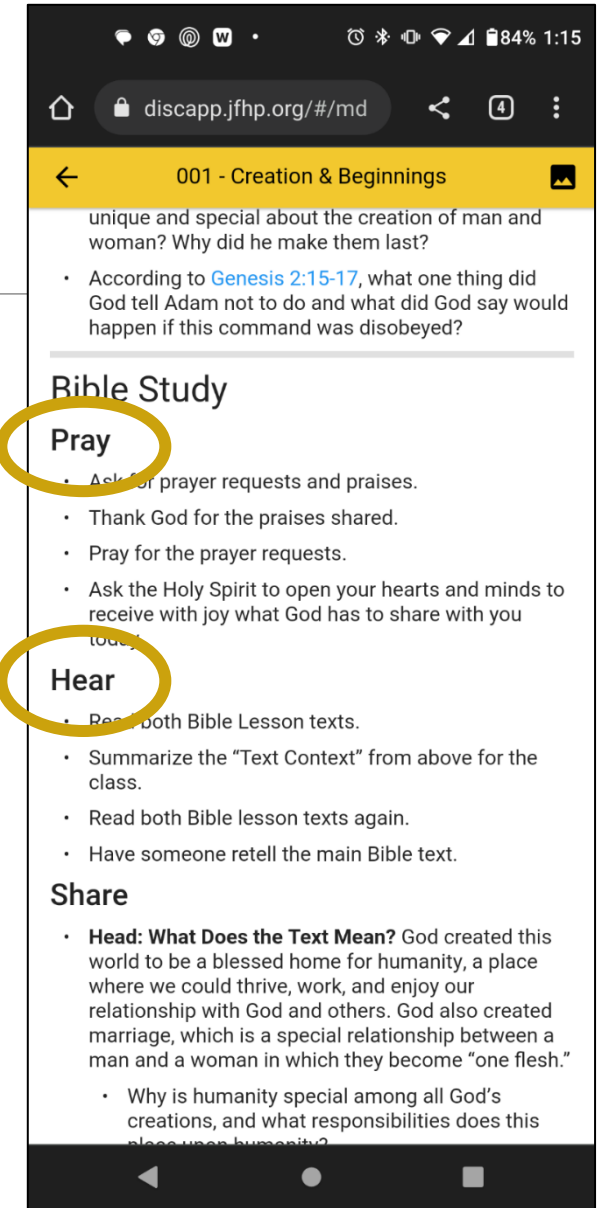 84% 1:15
discapp.jfhp.org/#/md
4
001 - Creation & Beginnings
unique and special about the creation of man and
woman? Why did he make them last?
• According to Genesis 2:15-17, what one thing did
God tell Adam not to do and what did God say would
happen if this command was disobeyed?
Bible Study
Pray
• Ask for prayer requests and praises.
• Thank God for the praises shared.
• Pray for the prayer requests.
• Ask the Holy Spirit to open your hearts and minds to
receive with joy what God has to share with you
today.
Hear
• Read both Bible Lesson texts.
• Summarize the “Text Context” from above for the
class.
• Read both Bible lesson texts again.
• Have someone retell the main Bible text.
Share
• Head: What Does the Text Mean? God created this
world to be a blessed home for humanity, a place
where we could thrive, work, and enjoy our
relationship with God and others. God also created
marriage, which is a special relationship between a
man and a woman in which they become “one flesh.”
• Why is humanity special among all God’s
creations, and what responsibilities does this
place upon humanity?